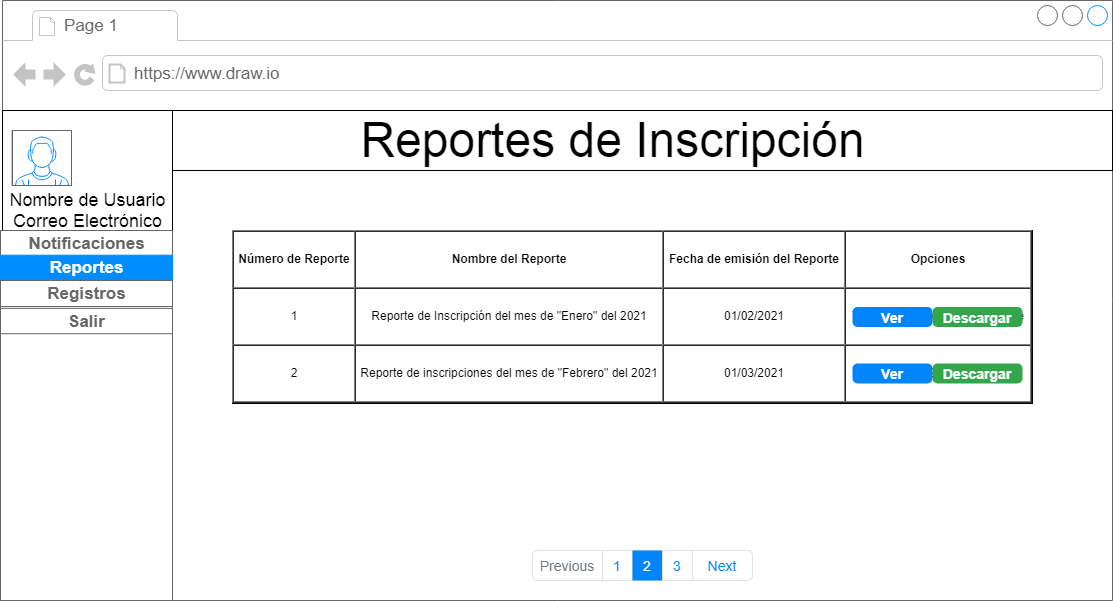 Page 1
https://www.draw.io
Reportes de Inscripción
Nombre de Usuario
Correo Electrónico
Notificaciones
Reportes
Registros
Salir
Número de Reporte Nombre del Reporte Fecha de emisión del Reporte Opciones
1 Reporte de Inscripción del mes de "Enero" del 2021 01/02/2021 Ver Descargar
2 Reporte de inscripciones del mes de "Febrero" del 2021 01/03/2021 Ver Descargar
Previous 1 2 3 Next